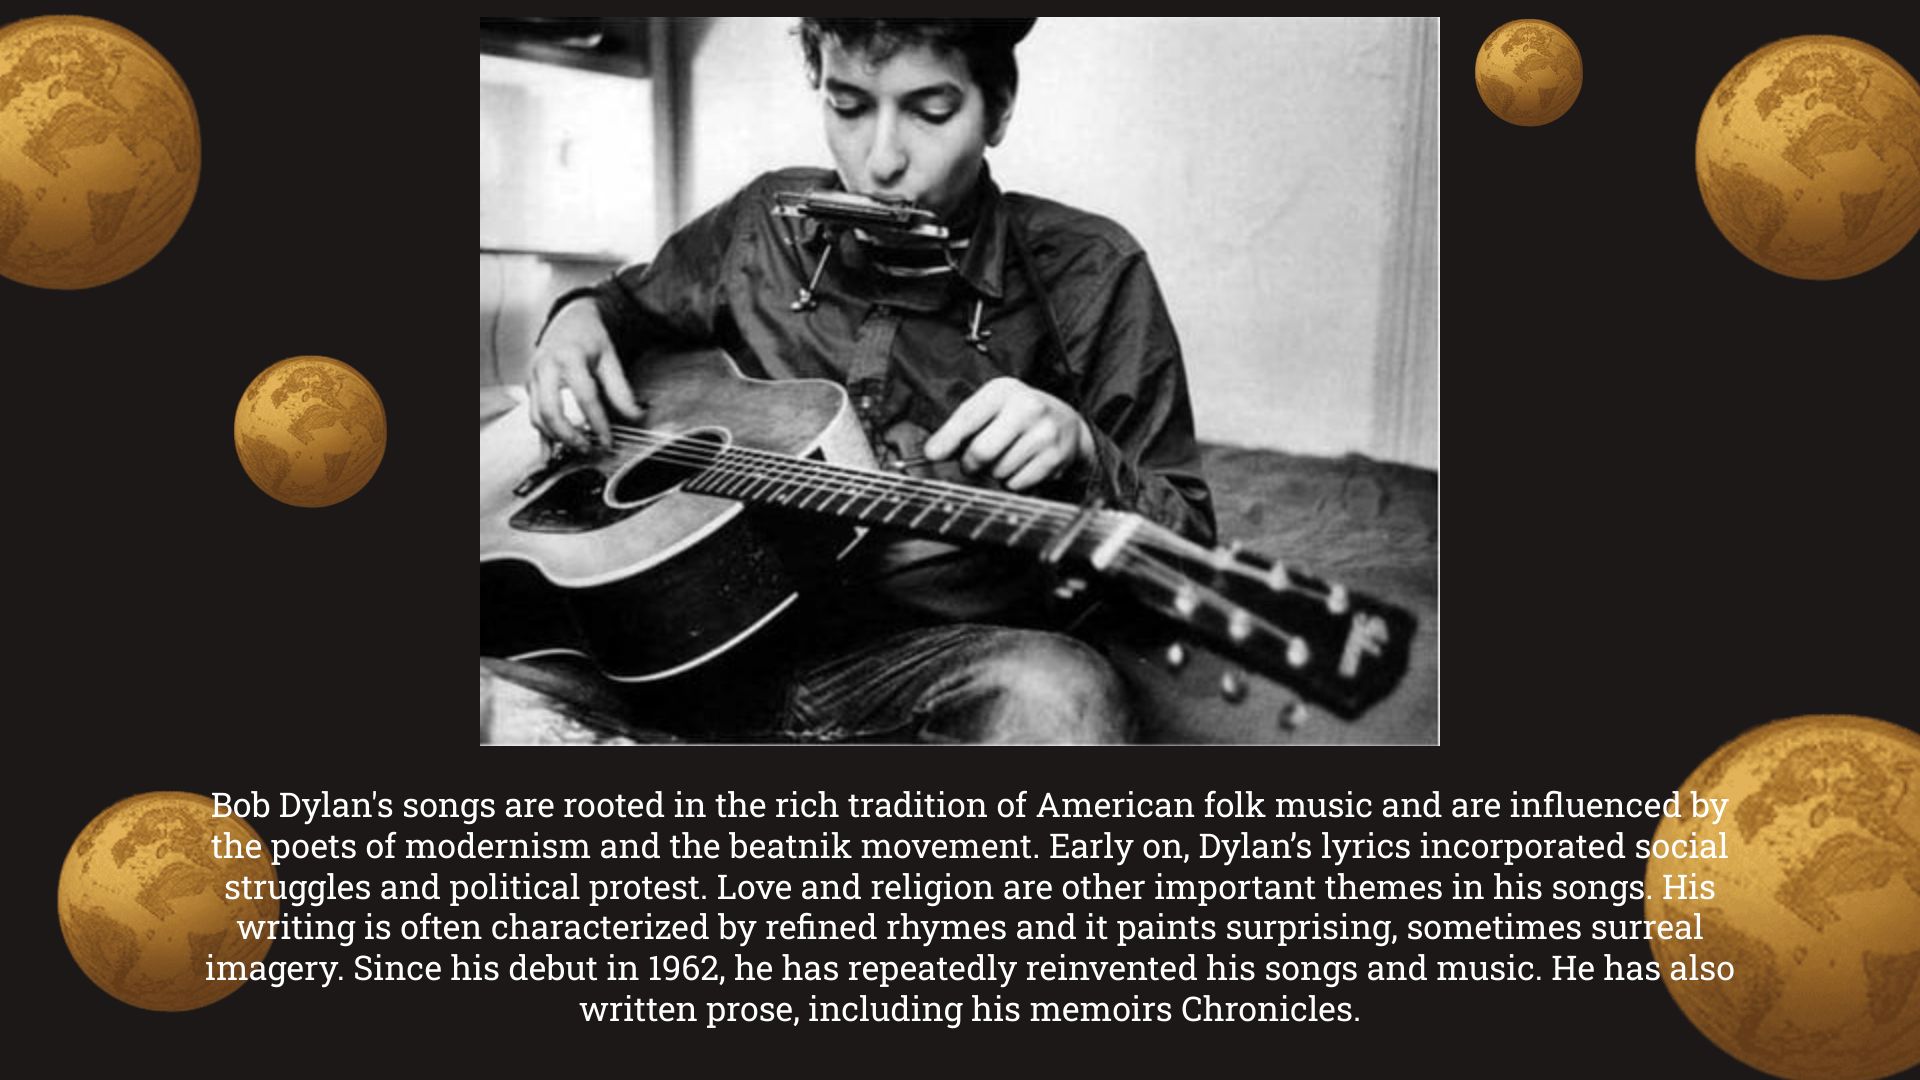 Bob Dylan's songs are rooted in the rich tradition of American folk music and are influenced by
the poets of modernism and the beatnik movement. Early on, Dylan’s lyrics incorporated social
struggles and political protest. Love and religion are other important themes in his songs. His
writing is often characterized by refined rhymes and it paints surprising, sometimes surreal
imagery. Since his debut in 1962, he has repeatedly reinvented his songs and music. He has also
written prose, including his memoirs Chronicles.